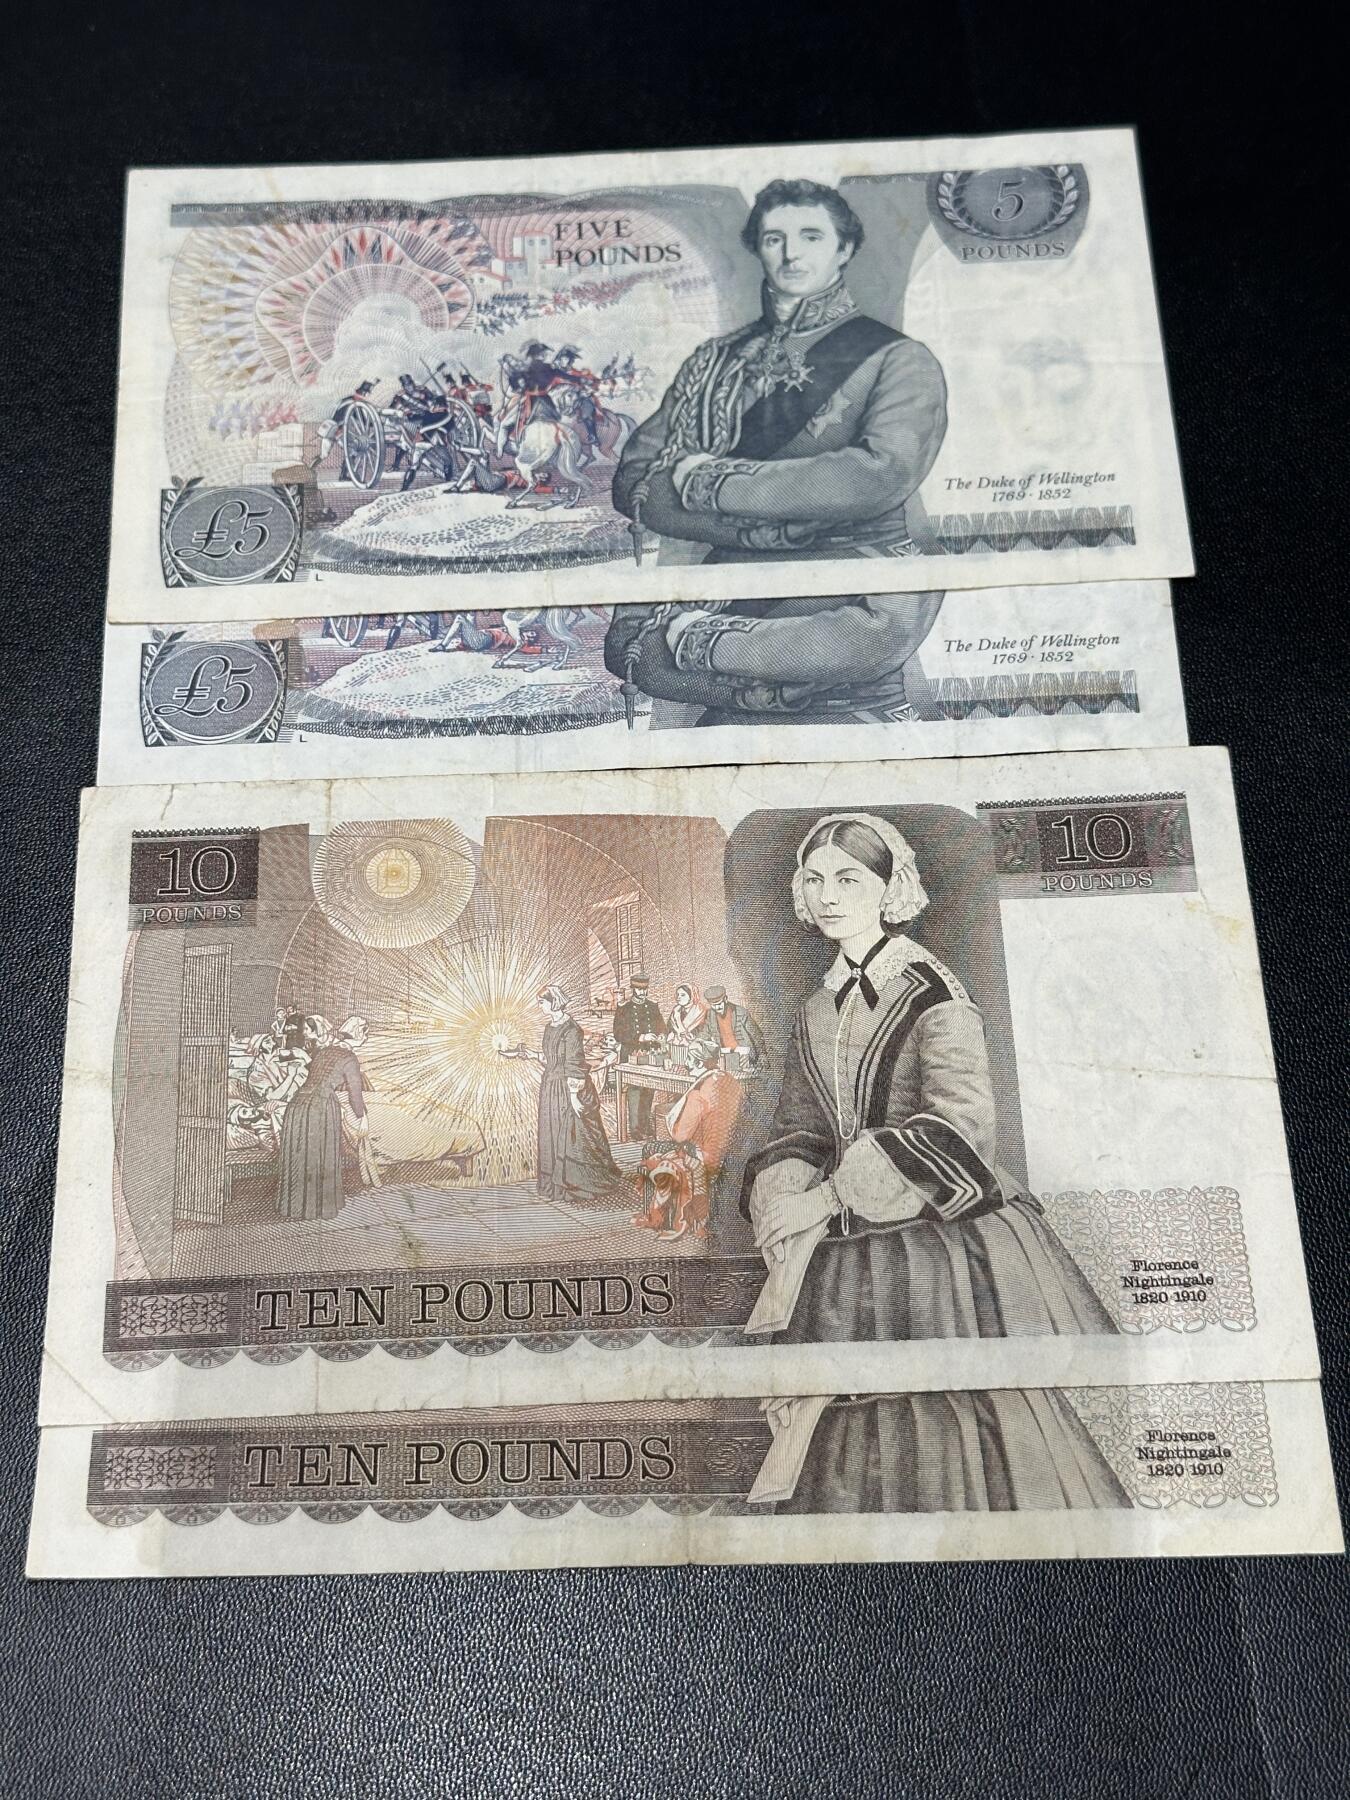 FIVE
POUNDS
5
POUNDS
The Duke of Wellington
1769 · 1852
£5
L
The Duke of Wellington
1769 · 1852
£5
L
10
POUNDS
10
POUNDS
TEN POUNDS
Florence
Nightingale
1820 1910
TEN POUNDS
Florence
Nightingale
1820 1910